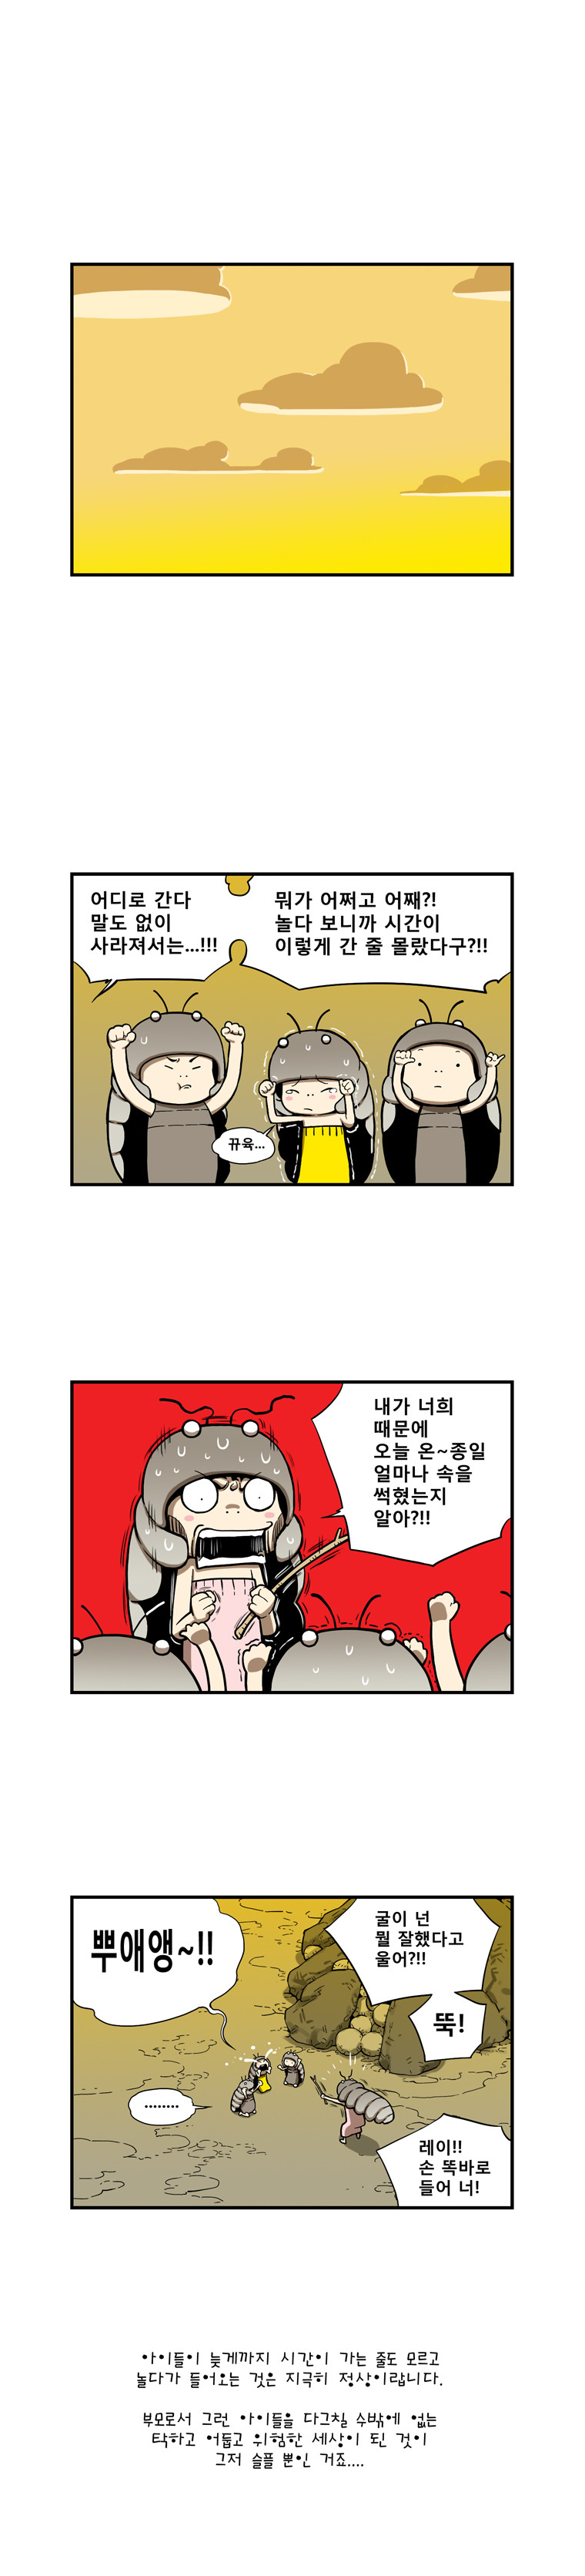 어디로 간다
말도 없이
사라져서는...!!!
뭐가 어쩌고 어째?!
놀다 보니까 시간이
이렇게 간 줄 몰랐다구?!!
뀨육...
내가 너희
때문에
오늘 온~종일
얼마나 속을
썩혔는지
알아?!!
뿌애앵~!!
굴이 넌
뭘 잘했다고
울어?!!
뚝!
........
레이!!
손 똑바로
들어 너!
아이들이 늦게까지 시간이 가는 줄도 모르고
놀다가 들어오는 것은 지극히 정상이랍니다.
부모로서 그런 아이들을 다그칠 수밖에 없는
탁하고 어둡고 위험한 세상이 된 것이
그저 슬플 뿐인 거죠....